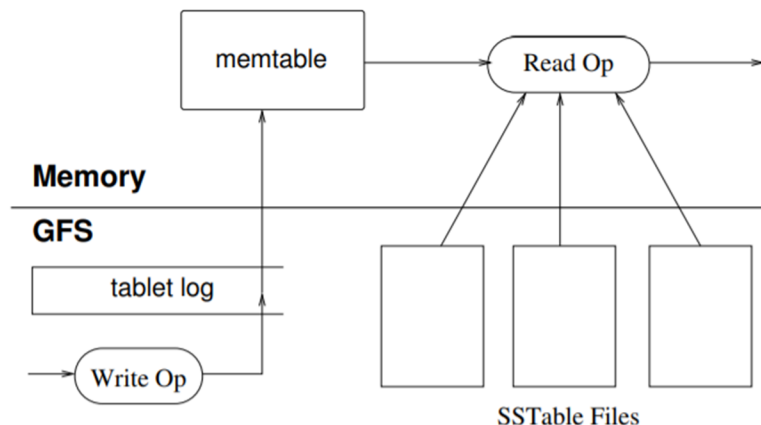 memtable
Read Op
Memory
GFS
tablet log
Write Op
SSTable Files